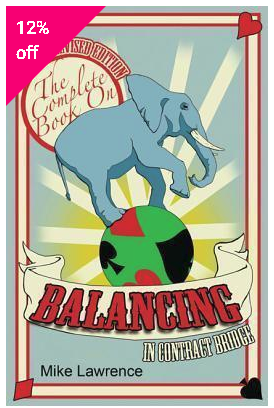 12%
off
REVISED EDITION
The
Complete
Book On
BALANCING
IN CONTRACT BRIDGE
Mike Lawrence